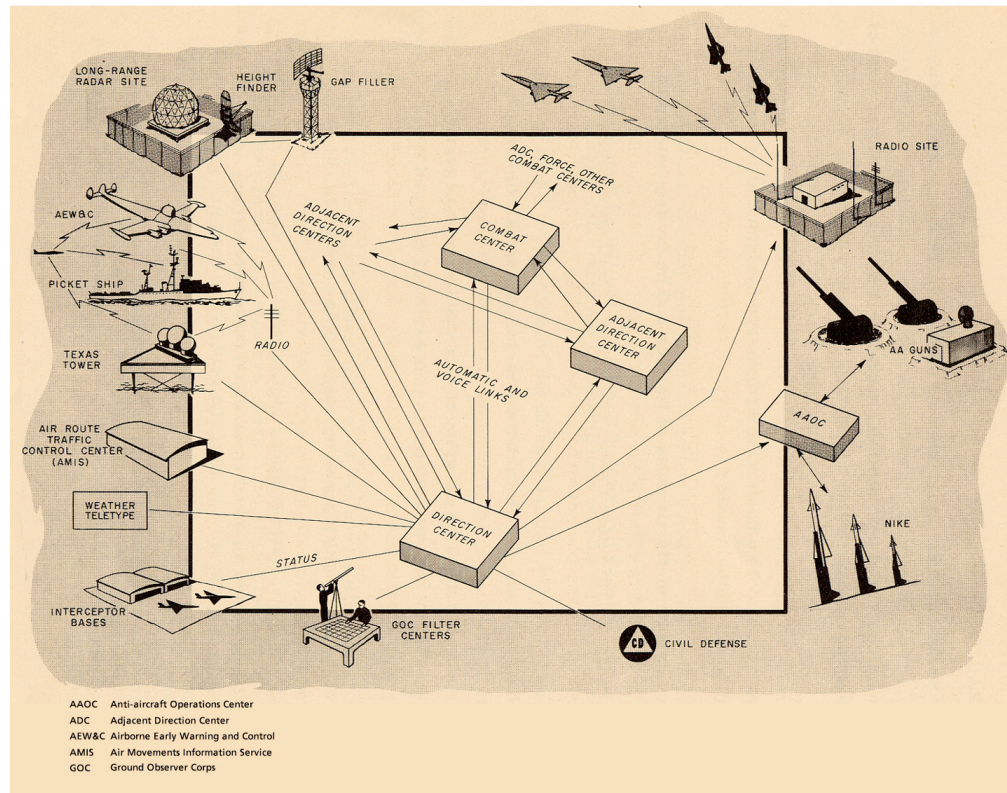 LONG-RANGE
RADAR SITE
HEIGHT
FINDER
GAP FILLER
RADIO SITE
ADC, FORCE, OTHER
COMBAT CENTERS
AEW&C
ADJACENT
DIRECTION
CENTERS
COMBAT
CENTER
PICKET SHIP
RADIO
ADJACENT
DIRECTION
CENTER
AA GUNS
TEXAS
TOWER
AUTOMATIC AND
VOICE LINKS
AAOC
AIR ROUTE
TRAFFIC
CONTROL CENTER
(AMIS)
WEATHER
TELETYPE
DIRECTION
CENTER
NIKE
STATUS
INTERCEPTOR
BASES
GOC FILTER
CENTERS
CD
CIVIL DEFENSE
AAOC Anti-aircraft Operations Center
ADC Adjacent Direction Center
AEW&C Airborne Early Warning and Control
AMIS Air Movements Information Service
GOC Ground Observer Corps